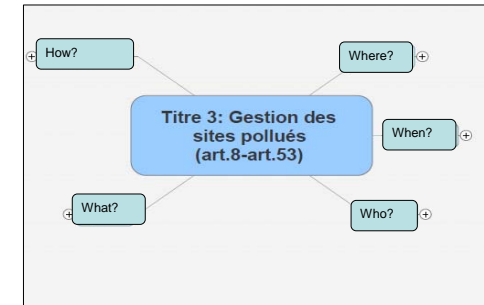 How?
Where?
Titre 3: Gestion des
sites pollués
(art.8-art.53)
When?
What?
Who?